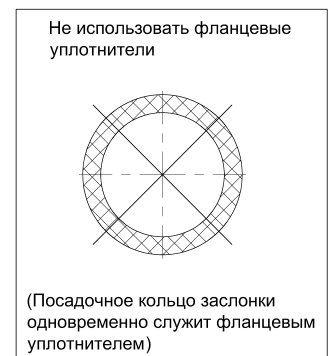 Не использовать фланцевые
уплотнители
(Посадочное кольцо заслонки
одновременно служит фланцевым
уплотнителем)